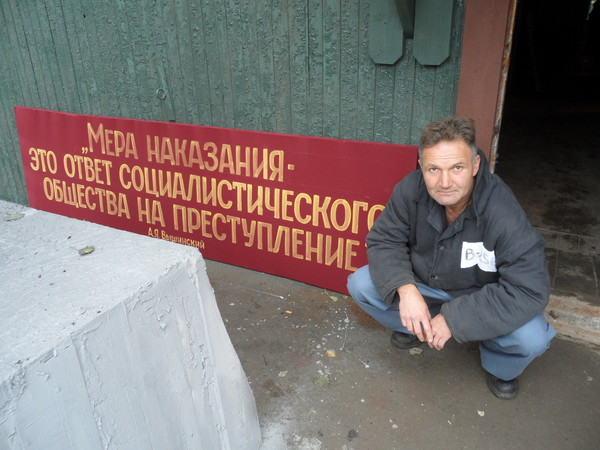 „МЕРА НАКАЗАНИЯ-
ЭТО ОТВЕТ СОЦИАЛИСТИЧЕСКОГО
ОБЩЕСТВА НА ПРЕСТУПЛЕНИЕ
А.Я. Вышинский